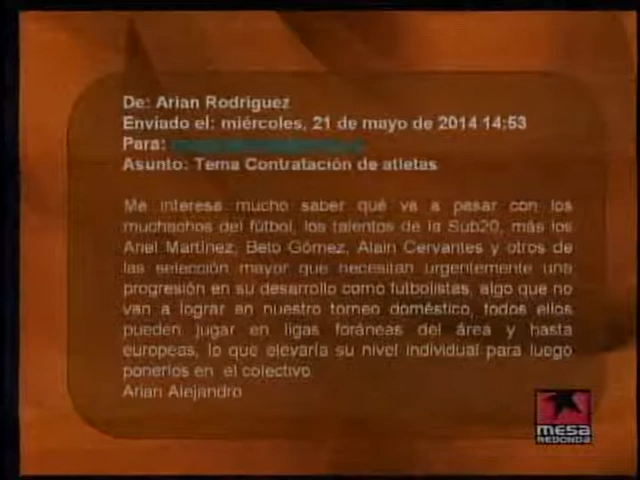 De: Arian Rodriguez
Enviado el: miércoles, 21 de mayo de 2014 14:53
Para:
Asunto: Tema Contratación de atletas
Me interesa mucho saber qué va a pasar con los
muchachos del fútbol, los talentos de la Sub20, más los
Ariel Martínez, Beto Gómez, Alain Cervantes y otros de
las selección mayor que necesitan urgentemente una
progresión en su desarrollo como futbolistas, algo que no
van a lograr en nuestro torneo doméstico, todos ellos
pueden jugar en ligas foráneas del área y hasta
europeas, lo que elevaría su nivel individual para luego
ponerlos en el colectivo.
Arian Alejandro
mesa
REDONDA